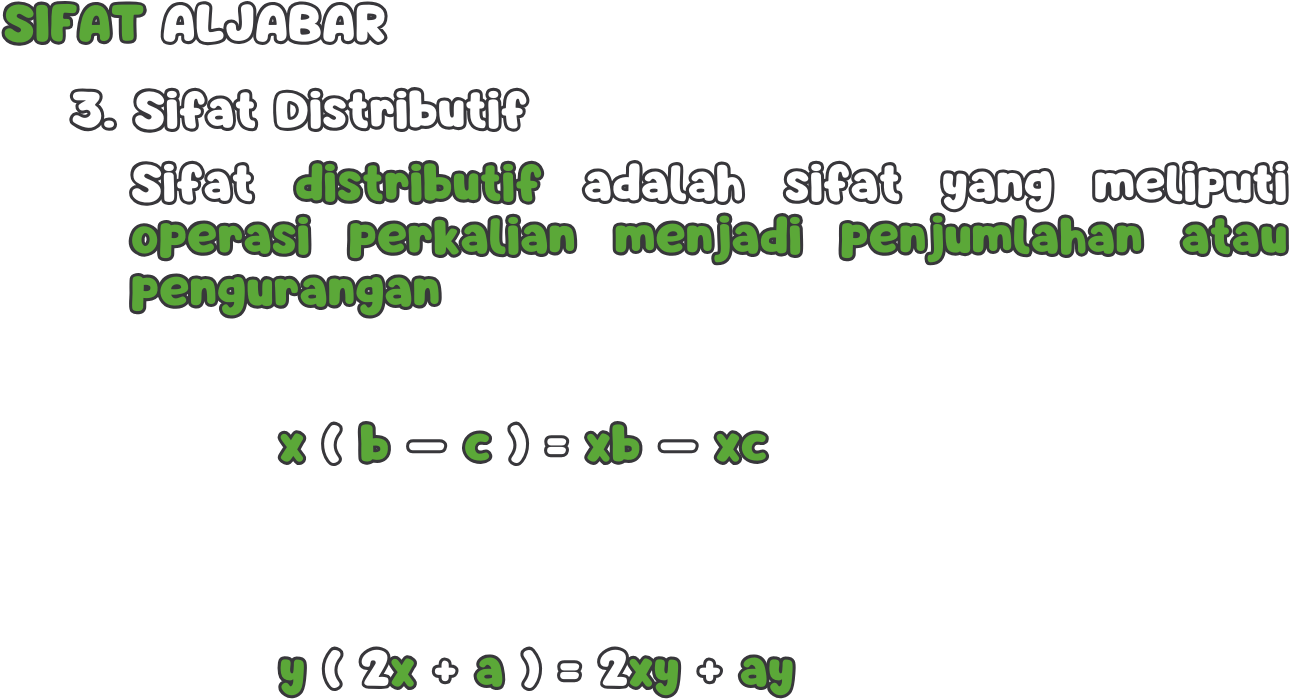 SIFAT ALJABAR
3. Sifat Distributif
Sifat distributif adalah sifat yang meliputi
operasi perkalian menjadi penjumlahan atau
pengurangan
x ( b – c ) = xb – xc
y ( 2x + a ) = 2xy + ay